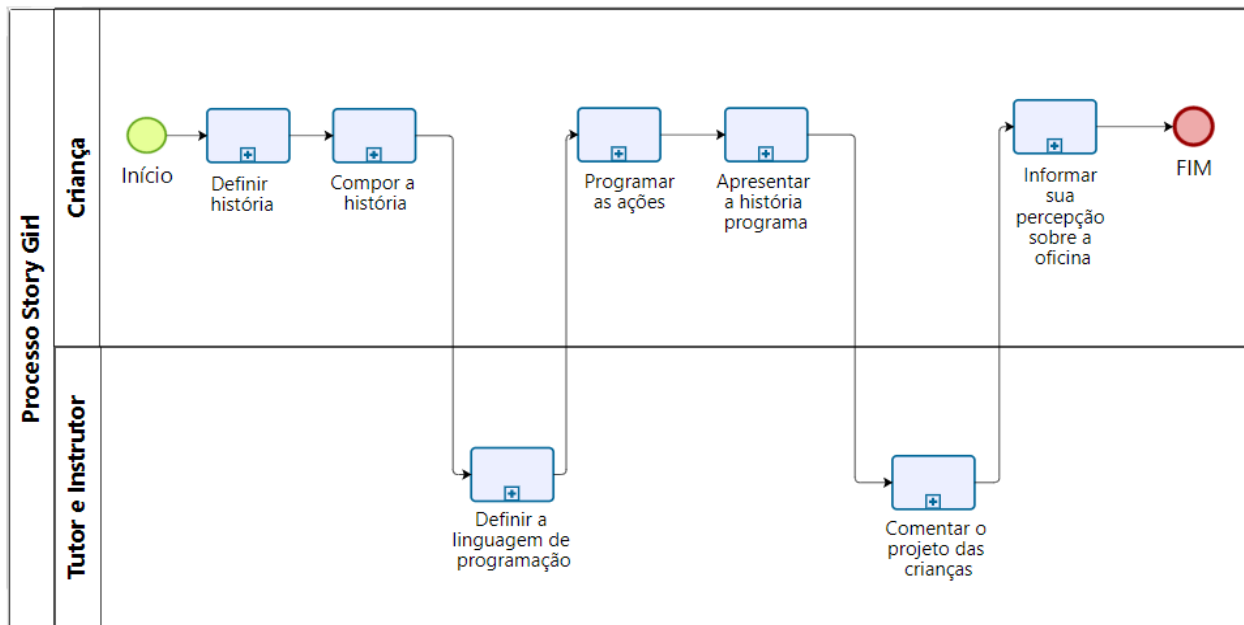 Processo Story Girl
Criança
Início
Definir
história
Compor a
história
Programar
as ações
Apresentar
a história
programa
Informar
sua
percepção
sobre a
oficina
FIM
Tutor e Instrutor
Definir a
linguagem de
programação
Comentar o
projeto das
crianças